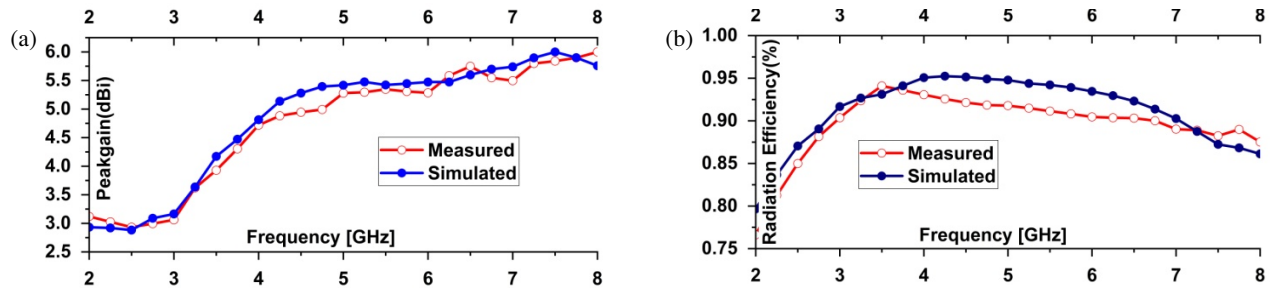 (a)
2 3 4 5 6 7 8
6.0
5.5
5.0
4.5
4.0
3.5
3.0
2.5
Peakgain(dBi)
Measured
Simulated
Frequency [GHz]
2 3 4 5 6 7 8
(b)
2 3 4 5 6 7 8
1.00
0.95
0.90
0.85
0.80
0.75
Radiation Efficiency(%)
Measured
Simulated
Frequency [GHz]
2 3 4 5 6 7 8